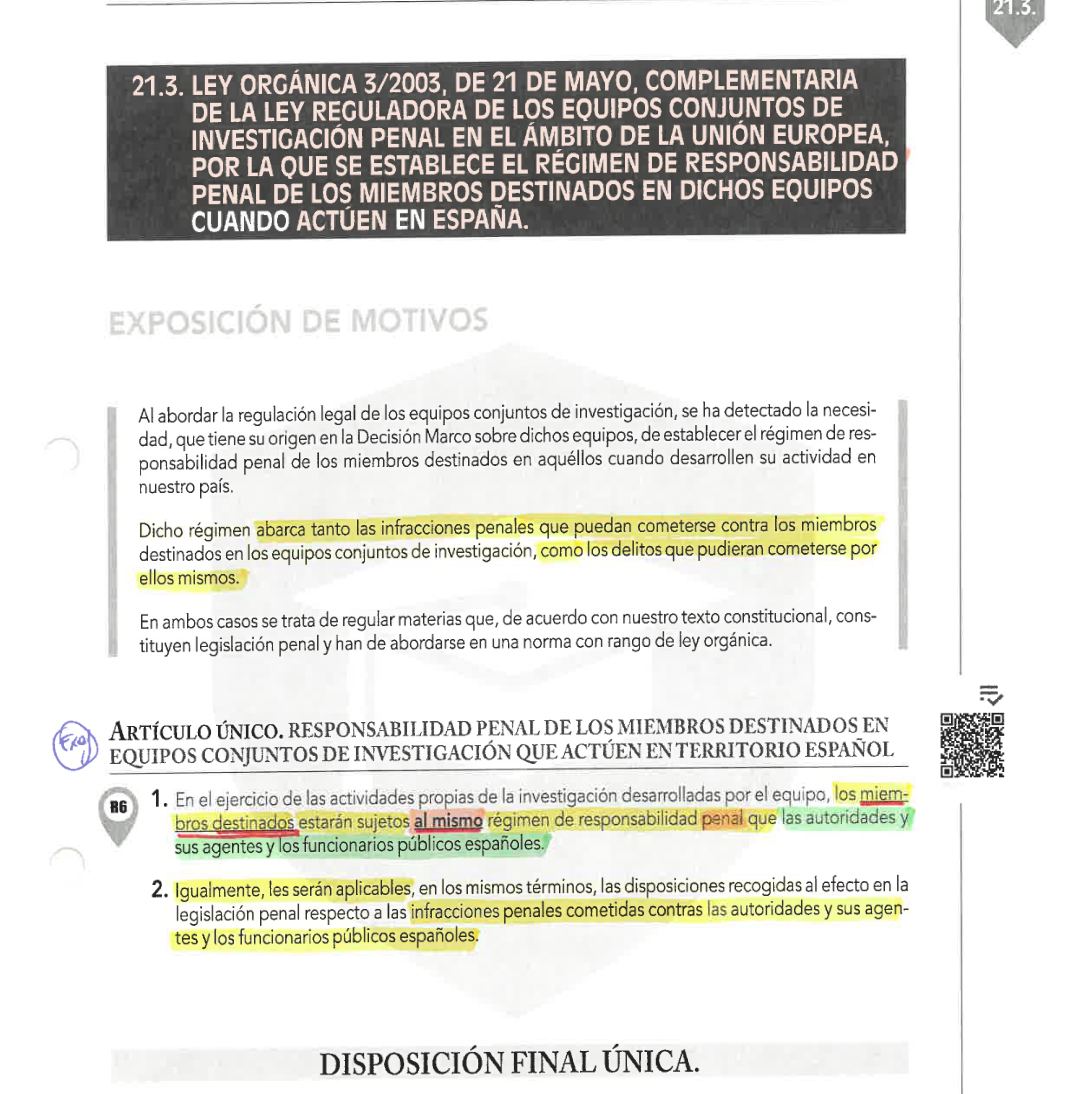 21.3.
21.3. LEY ORGÁNICA 3/2003, DE 21 DE MAYO, COMPLEMENTARIA
DE LA LEY REGULADORA DE LOS EQUIPOS CONJUNTOS DE
INVESTIGACIÓN PENAL EN EL ÁMBITO DE LA UNIÓN EUROPEA,
POR LA QUE SE ESTABLECE EL RÉGIMEN DE RESPONSABILIDAD
PENAL DE LOS MIEMBROS DESTINADOS EN DICHOS EQUIPOS
CUANDO ACTÚEN EN ESPAÑA.
EXPOSICIÓN DE MOTIVOS
Al abordar la regulación legal de los equipos conjuntos de investigación, se ha detectado la necesi-
dad, que tiene su origen en la Decisión Marco sobre dichos equipos, de establecer el régimen de res-
ponsabilidad penal de los miembros destinados en aquéllos cuando desarrollen su actividad en
nuestro país.
Dicho régimen abarca tanto las infracciones penales que puedan cometerse contra los miembros
destinados en los equipos conjuntos de investigación, como los delitos que pudieran cometerse por
ellos mismos.
En ambos casos se trata de regular materias que, de acuerdo con nuestro texto constitucional, cons-
tituyen legislación penal y han de abordarse en una norma con rango de ley orgánica.
ARTÍCULO ÚNICO. RESPONSABILIDAD PENAL DE LOS MIEMBROS DESTINADOS EN
EQUIPOS CONJUNTOS DE INVESTIGACIÓN QUE ACTÚEN EN TERRITORIO ESPAÑOL
R6
1. En el ejercicio de las actividades propias de la investigación desarrolladas por el equipo, los miem-
bros destinados estarán sujetos al mismo régimen de responsabilidad penal que las autoridades y
sus agentes y los funcionarios públicos españoles.
2. Igualmente, les serán aplicables, en los mismos términos, las disposiciones recogidas al efecto en la
legislación penal respecto a las infracciones penales cometidas contras las autoridades y sus agen-
tes y los funcionarios públicos españoles.
DISPOSICIÓN FINAL ÚNICA.